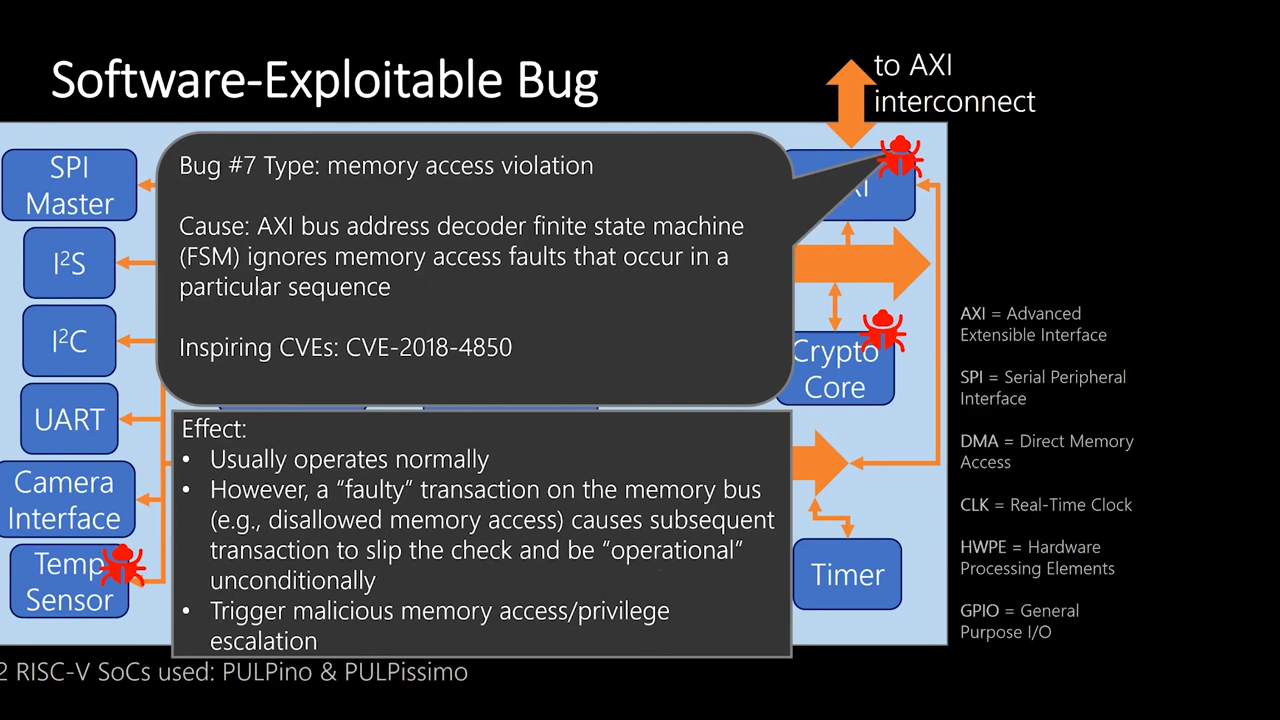 Software-Exploitable Bug
to AXI
interconnect
SPI
Master
I²S
I²C
UART
Camera
Interface
Temp
Sensor
Bug #7 Type: memory access violation
Cause: AXI bus address decoder finite state machine
(FSM) ignores memory access faults that occur in a
particular sequence
Inspiring CVEs: CVE-2018-4850
Effect:
• Usually operates normally
• However, a “faulty” transaction on the memory bus
(e.g., disallowed memory access) causes subsequent
transaction to slip the check and be “operational”
unconditionally
• Trigger malicious memory access/privilege
escalation
Crypto
Core
Timer
AXI = Advanced
Extensible Interface
SPI = Serial Peripheral
Interface
DMA = Direct Memory
Access
CLK = Real-Time Clock
HWPE = Hardware
Processing Elements
GPIO = General
Purpose I/O
2 RISC-V SoCs used: PULPino & PULPissimo